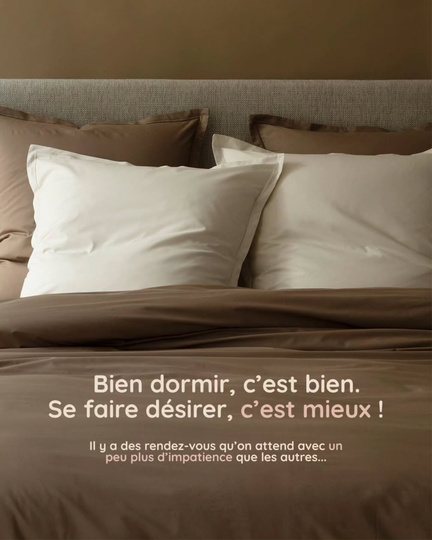 Bien dormir, c’est bien.
Se faire désirer, c’est mieux !
Il y a des rendez-vous qu’on attend avec un
peu plus d’impatience que les autres...